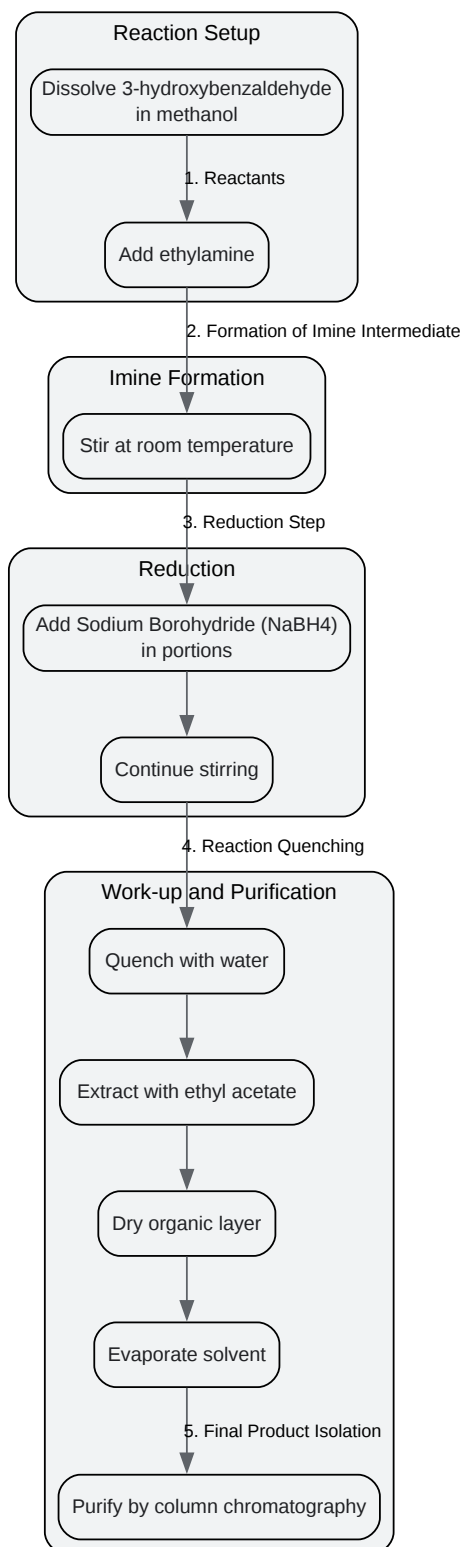 Reaction Setup
Dissolve 3-hydroxybenzaldehyde
in methanol
1. Reactants
Add ethylamine
2. Formation of Imine Intermediate
Imine Formation
Stir at room temperature
3. Reduction Step
Reduction
Add Sodium Borohydride (NaBH4)
in portions
Continue stirring
4. Reaction Quenching
Work-up and Purification
Quench with water
Extract with ethyl acetate
Dry organic layer
Evaporate solvent
5. Final Product Isolation
Purify by column chromatography